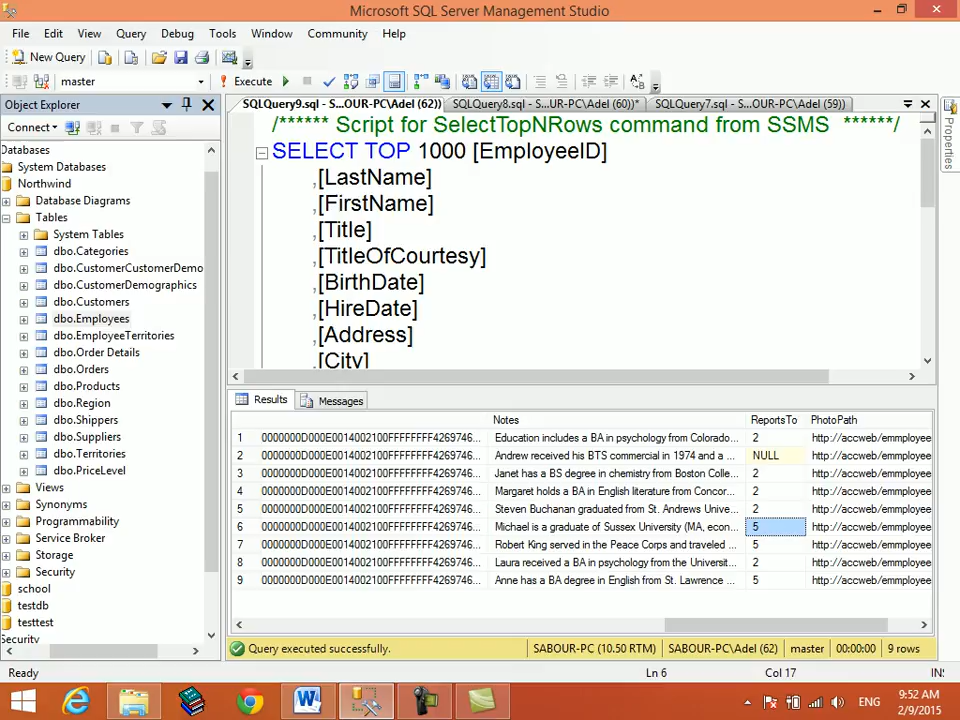 Microsoft SQL Server Management Studio
File Edit View Query Debug Tools Window Community Help
New Query
master Execute
Object Explorer
SQLQuery9.sql - S...OUR-PC\Adel (62)) SQLQuery8.sql - S...UR-PC\Adel (60))* SQLQuery7.sql - S...OUR-PC\Adel (59))
Connect
Databases
System Databases
Northwind
Database Diagrams
Tables
System Tables
dbo.Categories
dbo.CustomerCustomerDemo
dbo.CustomerDemographics
dbo.Customers
dbo.Employees
dbo.EmployeeTerritories
dbo.Order Details
dbo.Orders
dbo.Products
dbo.Region
dbo.Shippers
dbo.Suppliers
dbo.Territories
dbo.PriceLevel
Views
Synonyms
Programmability
Service Broker
Storage
Security
school
testdb
testtest
Security
/****** Script for SelectTopNRows command from SSMS ******/
SELECT TOP 1000 [EmployeeID]
,[LastName]
,[FirstName]
,[Title]
,[TitleOfCourtesy]
,[BirthDate]
,[HireDate]
,[Address]
,[City]
Properties
Results Messages
Notes ReportsTo PhotoPath
1 0000000D000E0014002100FFFFFFFF4269746... Education includes a BA in psychology from Colorado... 2 http://accweb/emmployee
2 0000000D000E0014002100FFFFFFFF4269746... Andrew received his BTS commercial in 1974 and a ... NULL http://accweb/emmployee
3 0000000D000E0014002100FFFFFFFF4269746... Janet has a BS degree in chemistry from Boston Colle... 2 http://accweb/emmployee
4 0000000D000E0014002100FFFFFFFF4269746... Margaret holds a BA in English literature from Concor... 2 http://accweb/emmployee
5 0000000D000E0014002100FFFFFFFF4269746... Steven Buchanan graduated from St. Andrews Unive... 2 http://accweb/emmployee
6 0000000D000E0014002100FFFFFFFF4269746... Michael is a graduate of Sussex University (MA, econ... 5 http://accweb/emmployee
7 0000000D000E0014002100FFFFFFFF4269746... Robert King served in the Peace Corps and traveled ... 5 http://accweb/emmployee
8 0000000D000E0014002100FFFFFFFF4269746... Laura received a BA in psychology from the Universit... 2 http://accweb/emmployee
9 0000000D000E0014002100FFFFFFFF4269746... Anne has a BA degree in English from St. Lawrence ... 5 http://accweb/emmployee
Query executed successfully. SABOUR-PC (10.50 RTM) SABOUR-PC\Adel (62) master 00:00:00 9 rows
Ready Ln 6 Col 17 INS
ENG 9:52 AM
2/9/2015